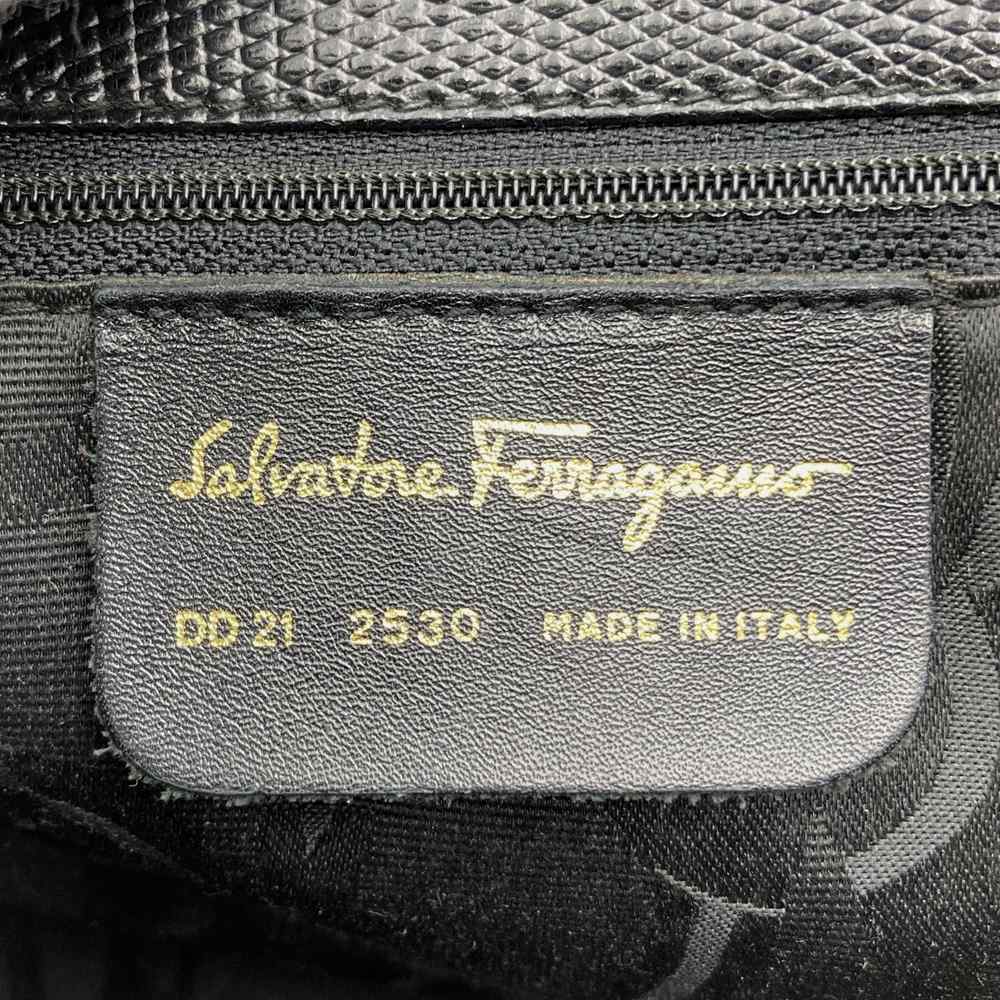 Salvatore Ferragamo
DD 21 2530 MADE IN ITALY